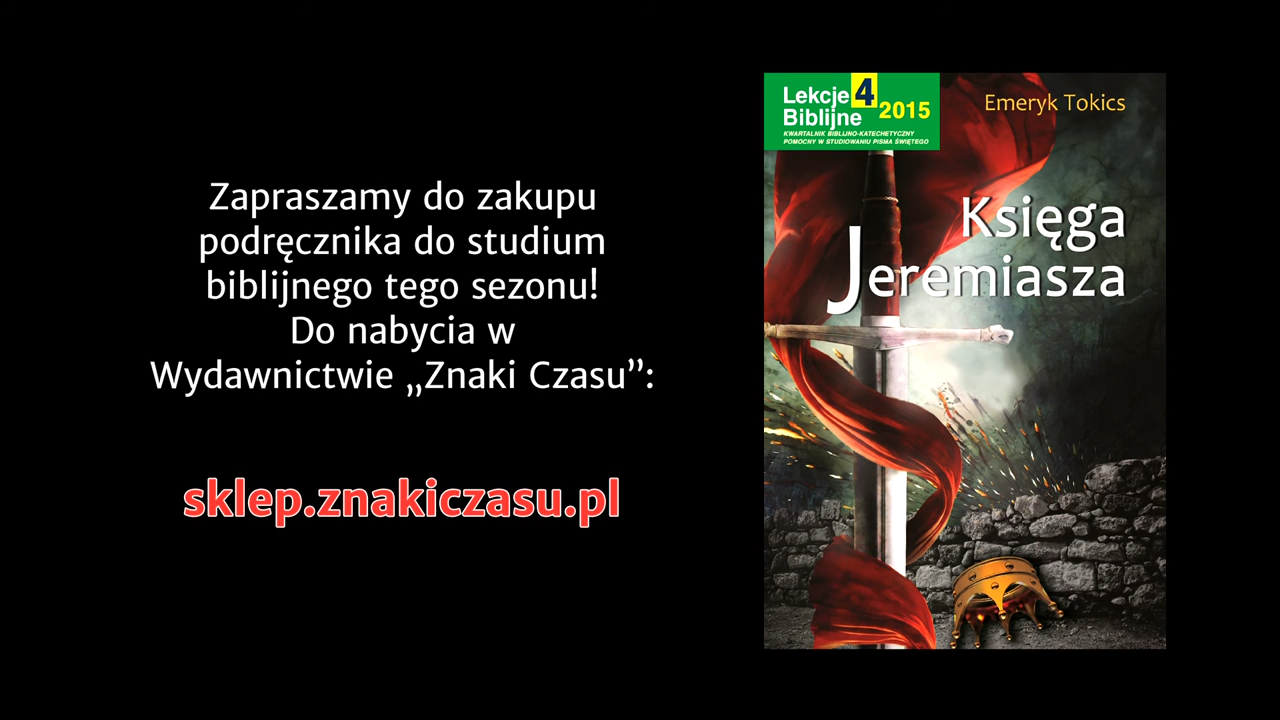 Zapraszamy do zakupu
podręcznika do studium
biblijnego tego sezonu!
Do nabycia w
Wydawnictwie „Znaki Czasu”:
sklep.znakiczasu.pl
Lekcje 4 2015
Biblijne
KWARTALNIK BIBLIJNO-KATECHETYCZNY
POMOCNY W STUDIOWANIU PISMA ŚWIĘTEGO
Emeryk Tokics
Księga
Jeremiasza